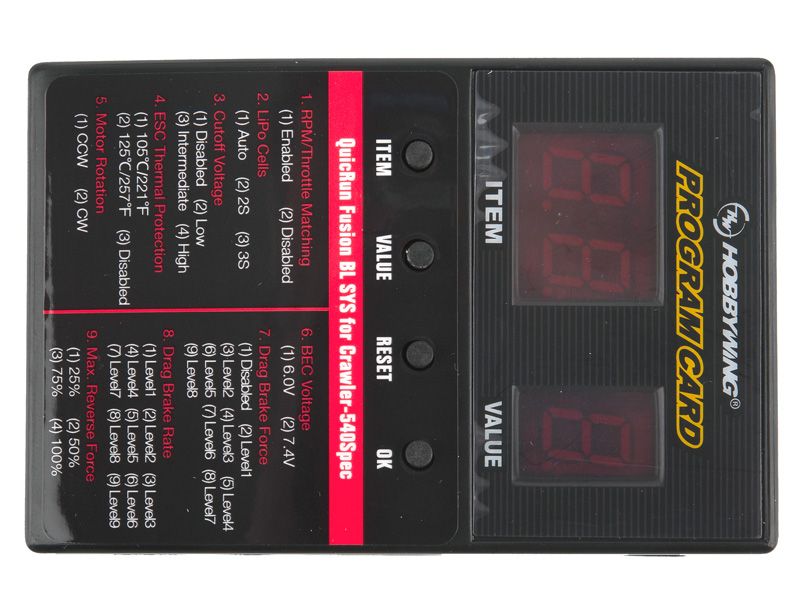 HOBBYWING®
PROGRAM CARD
ITEM
VALUE
ITEM
VALUE
RESET
OK
QuicRun Fusion BL SYS for Crawler-540Spec
1. RPM/Throttle Matching
(1) Enabled (2) Disabled
2. LiPo Cells
(1) Auto (2) 2S (3) 3S
3. Cutoff Voltage
(1) Disabled (2) Low
(3) Intermediate (4) High
4. ESC Thermal Protection
(1) 105℃/221℉
(2) 125℃/257℉ (3) Disabled
5. Motor Rotation
(1) CCW (2) CW
6. BEC Voltage
(1) 6.0V (2) 7.4V
7. Drag Brake Force
(1) Disabled (2) Level1
(3) Level2 (4) Level3 (5) Level4
(6) Level5 (7) Level6 (8) Level7
(9) Level8
8. Drag Brake Rate
(1) Level1 (2) Level2 (3) Level3
(4) Level4 (5) Level5 (6) Level6
(7) Level7 (8) Level8 (9) Level9
9. Max. Reverse Force
(1) 25% (2) 50%
(3) 75% (4) 100%